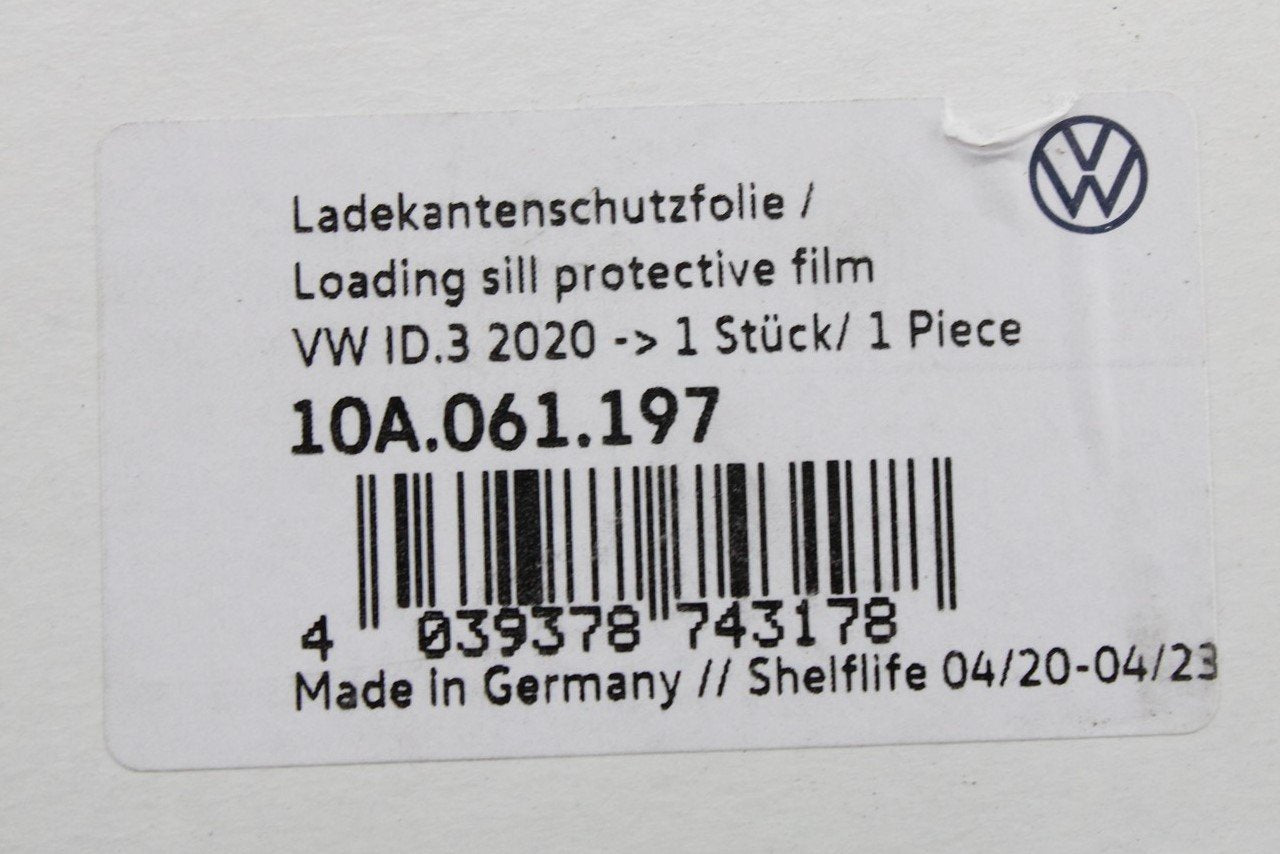 Ladekantenschutzfolie /
Loading sill protective film
VW ID.3 2020 -> 1 Stück/ 1 Piece
10A.061.197
4 039378 743178
Made in Germany // Shelflife 04/20-04/23